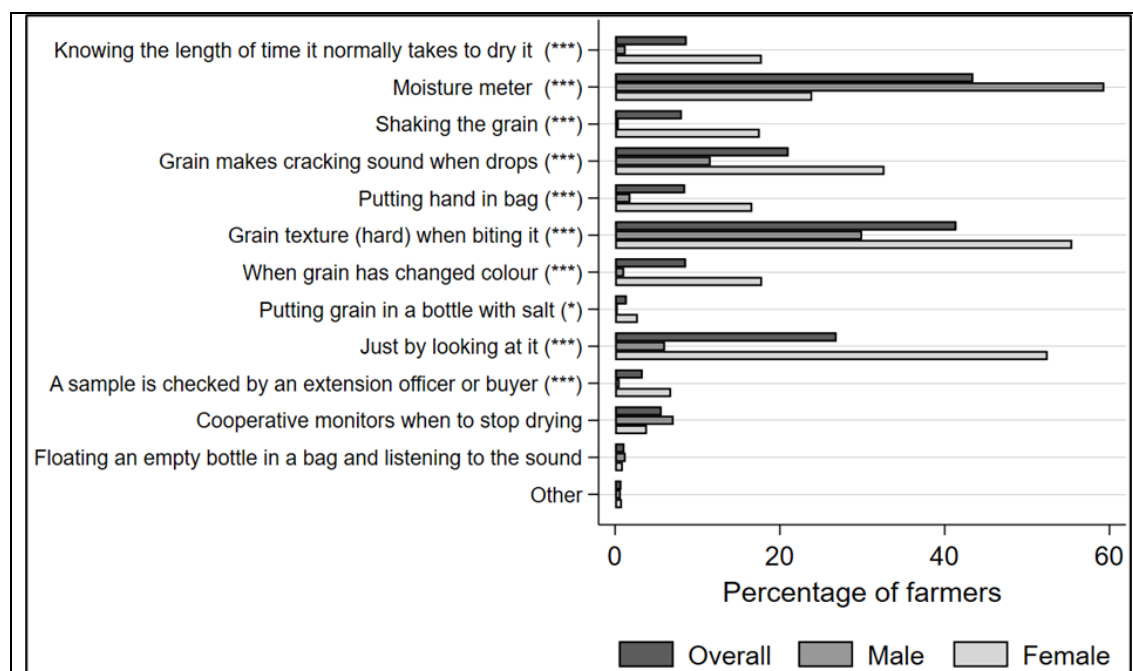 Knowing the length of time it normally takes to dry it (***)
Moisture meter (***)
Shaking the grain (***)
Grain makes cracking sound when drops (***)
Putting hand in bag (***)
Grain texture (hard) when biting it (***)
When grain has changed colour (***)
Putting grain in a bottle with salt (*)
Just by looking at it (***)
A sample is checked by an extension officer or buyer (***)
Cooperative monitors when to stop drying
Floating an empty bottle in a bag and listening to the sound
Other
0 20 40 60
Percentage of farmers
Overall Male Female